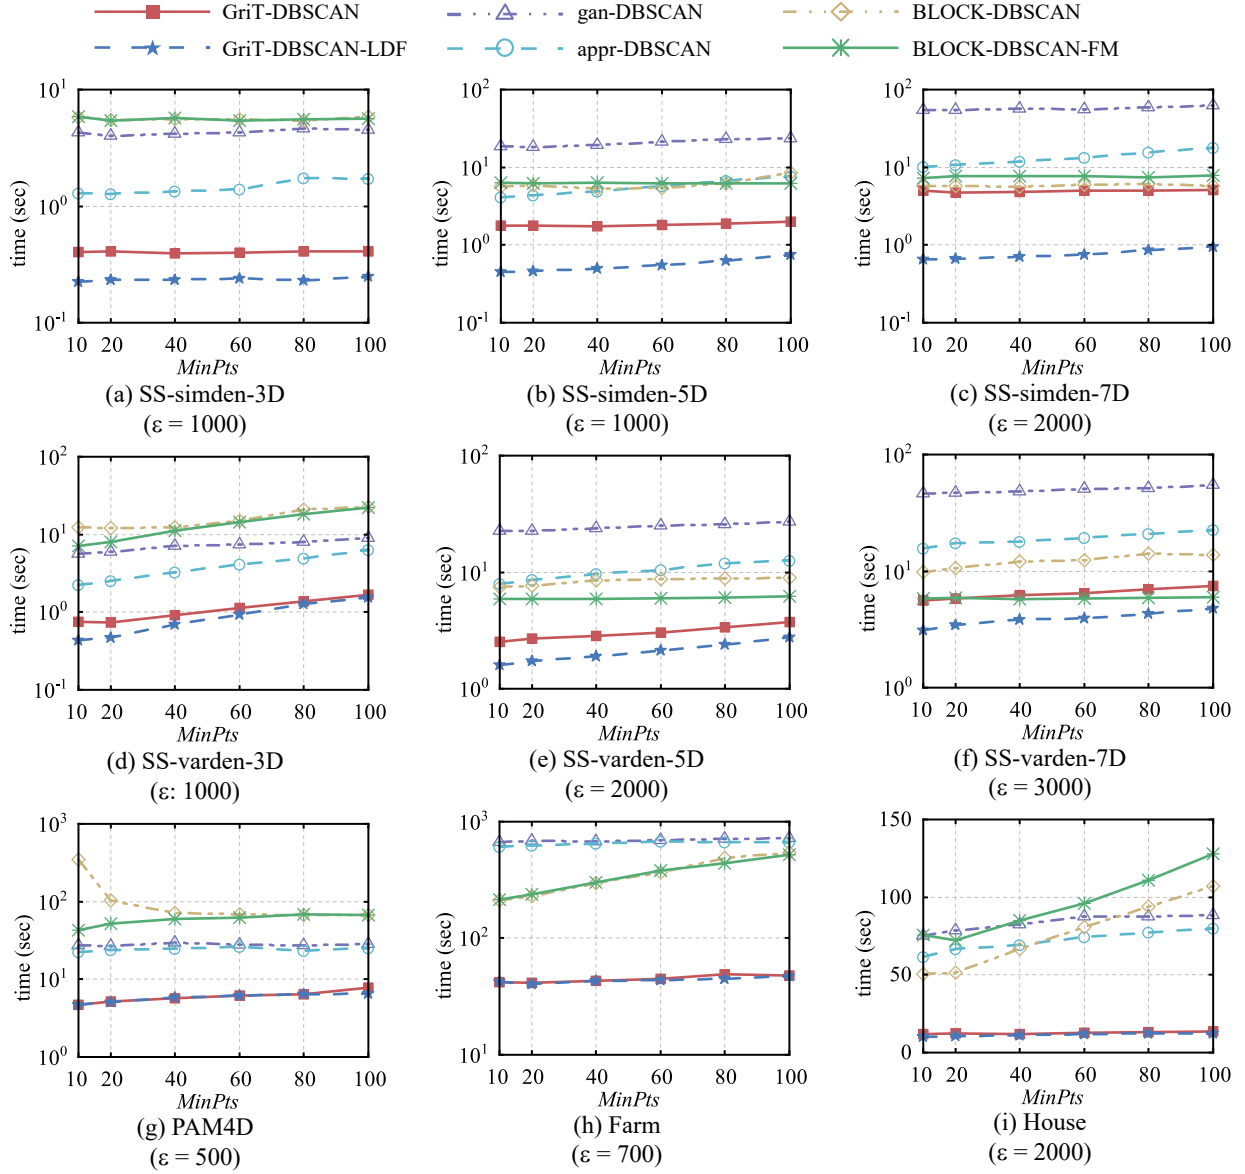 GriT-DBSCAN gan-DBSCAN BLOCK-DBSCAN
GriT-DBSCAN-LDF appr-DBSCAN BLOCK-DBSCAN-FM
10^1
10^0
10^-1
time (sec)
10 20 40 60 80 100
MinPts
(a) SS-simden-3D
(ε = 1000)
10^2
10^1
10^0
10^-1
time (sec)
10 20 40 60 80 100
MinPts
(b) SS-simden-5D
(ε = 1000)
10^2
10^1
10^0
10^-1
time (sec)
10 20 40 60 80 100
MinPts
(c) SS-simden-7D
(ε = 2000)
10^2
10^1
10^0
10^-1
time (sec)
10 20 40 60 80 100
MinPts
(d) SS-varden-3D
(ε: 1000)
10^2
10^1
10^0
time (sec)
10 20 40 60 80 100
MinPts
(e) SS-varden-5D
(ε = 2000)
10^2
10^1
10^0
time (sec)
10 20 40 60 80 100
MinPts
(f) SS-varden-7D
(ε = 3000)
10^3
10^2
10^1
10^0
time (sec)
10 20 40 60 80 100
MinPts
(g) PAM4D
(ε = 500)
10^3
10^2
10^1
time (sec)
10 20 40 60 80 100
MinPts
(h) Farm
(ε = 700)
150
100
50
0
time (sec)
10 20 40 60 80 100
MinPts
(i) House
(ε = 2000)